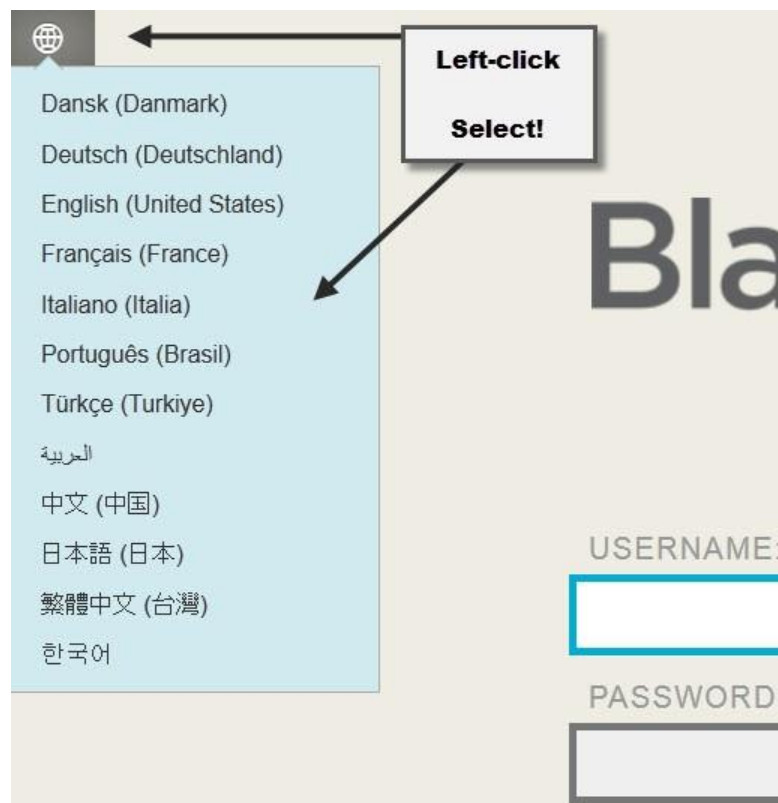 Left-click
Select!
Dansk (Danmark)
Deutsch (Deutschland)
English (United States)
Français (France)
Italiano (Italia)
Português (Brasil)
Türkçe (Turkiye)
العربية
中文 (中国)
日本語 (日本)
繁體中文 (台灣)
한국어
Bla
USERNAME:
PASSWORD